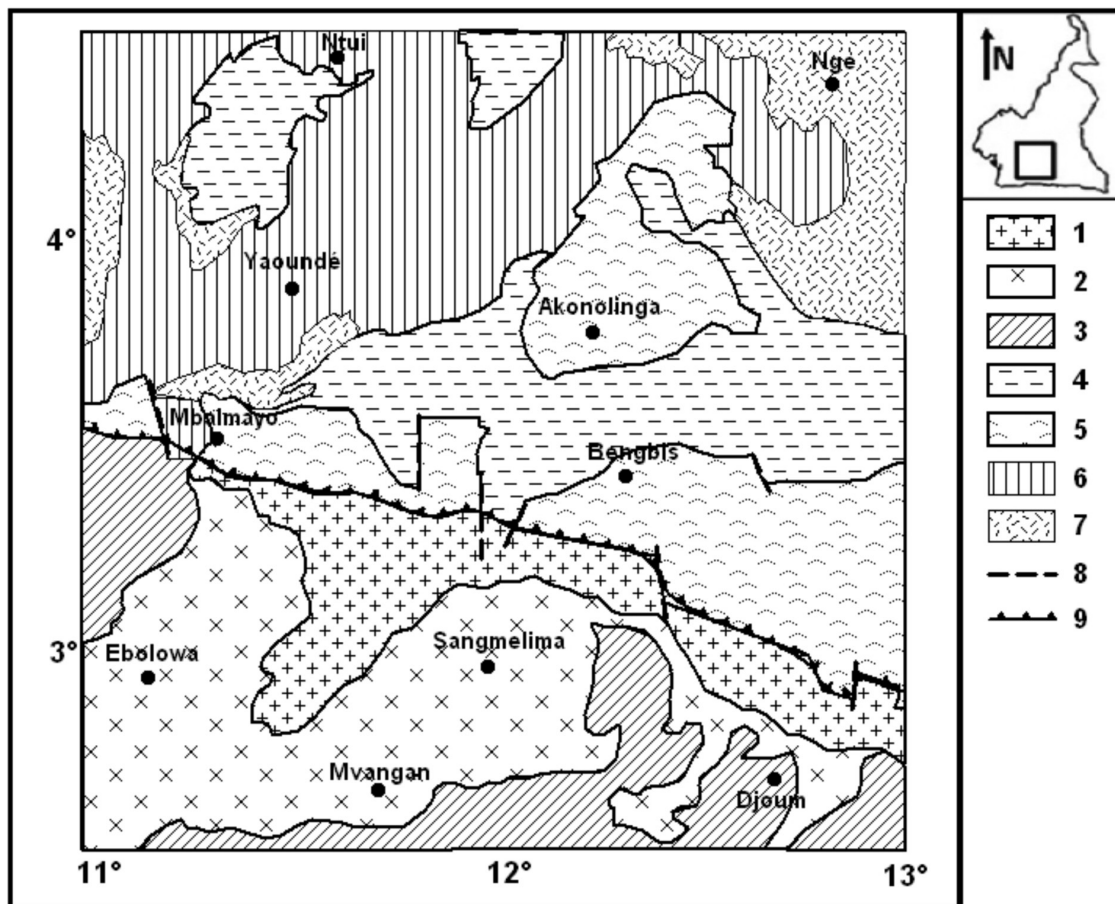 Ntui
Nge
N
4°
Yaoundé
Akonolinga
Mbalmayo
Bengbis
3°
Ebolowa
Sangmelima
Mvangan
Djoum
11°
12°
13°
1
2
3
4
5
6
7
8
9